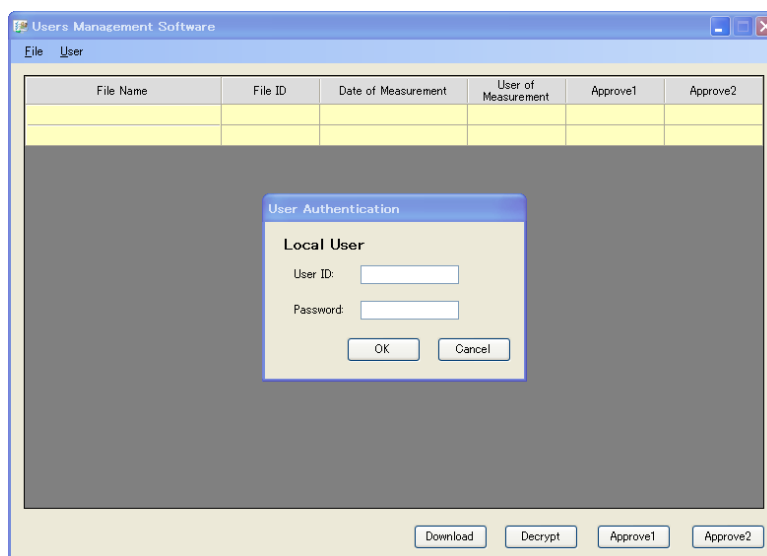 Users Management Software
File User
File Name File ID Date of Measurement User of Measurement Approve1 Approve2
User Authentication
Local User
User ID:
Password:
OK Cancel
Download Decrypt Approve1 Approve2